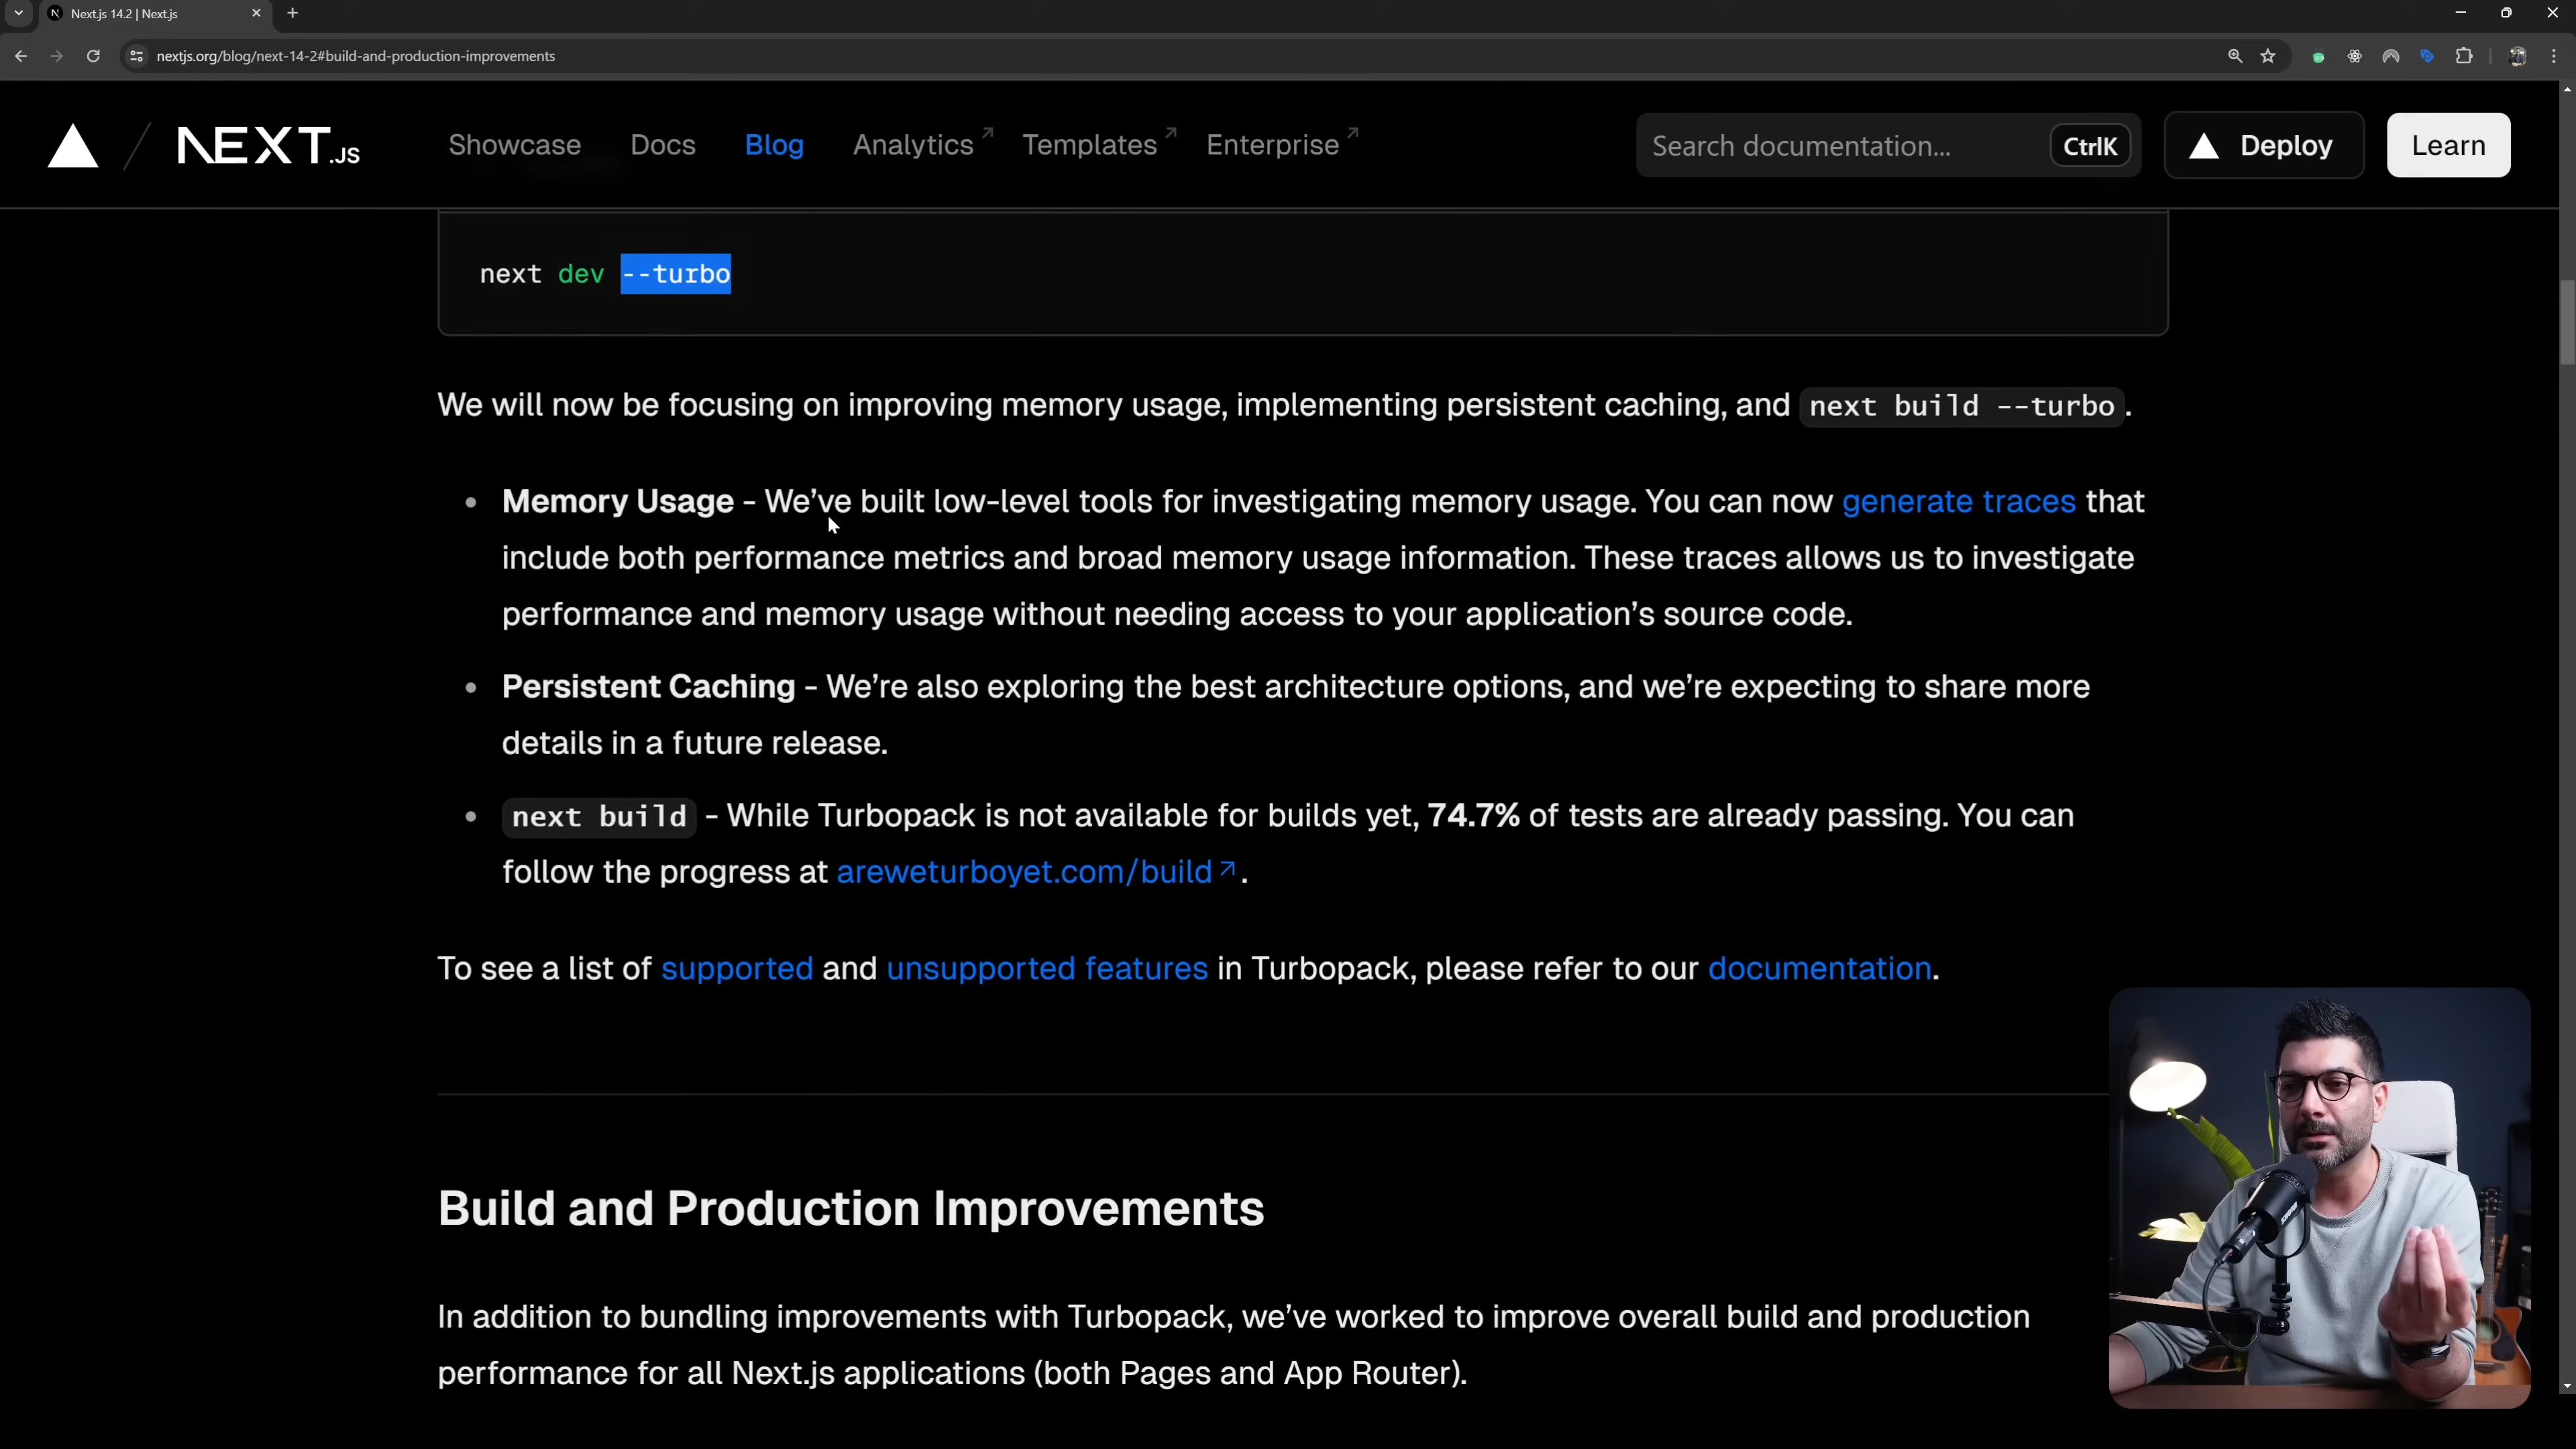 Next.js 14.2 | Next.js
nextjs.org/blog/next-14-2#build-and-production-improvements
NEXT.JS Showcase Docs Blog Analytics Templates Enterprise Search documentation... CtrlK Deploy Learn
next dev --turbo
We will now be focusing on improving memory usage, implementing persistent caching, and next build --turbo.
• Memory Usage - We’ve built low-level tools for investigating memory usage. You can now generate traces that
include both performance metrics and broad memory usage information. These traces allows us to investigate
performance and memory usage without needing access to your application’s source code.
• Persistent Caching - We’re also exploring the best architecture options, and we’re expecting to share more
details in a future release.
• next build - While Turbopack is not available for builds yet, 74.7% of tests are already passing. You can
follow the progress at areweturboyet.com/build↗.
To see a list of supported and unsupported features in Turbopack, please refer to our documentation.
Build and Production Improvements
In addition to bundling improvements with Turbopack, we’ve worked to improve overall build and production
performance for all Next.js applications (both Pages and App Router).